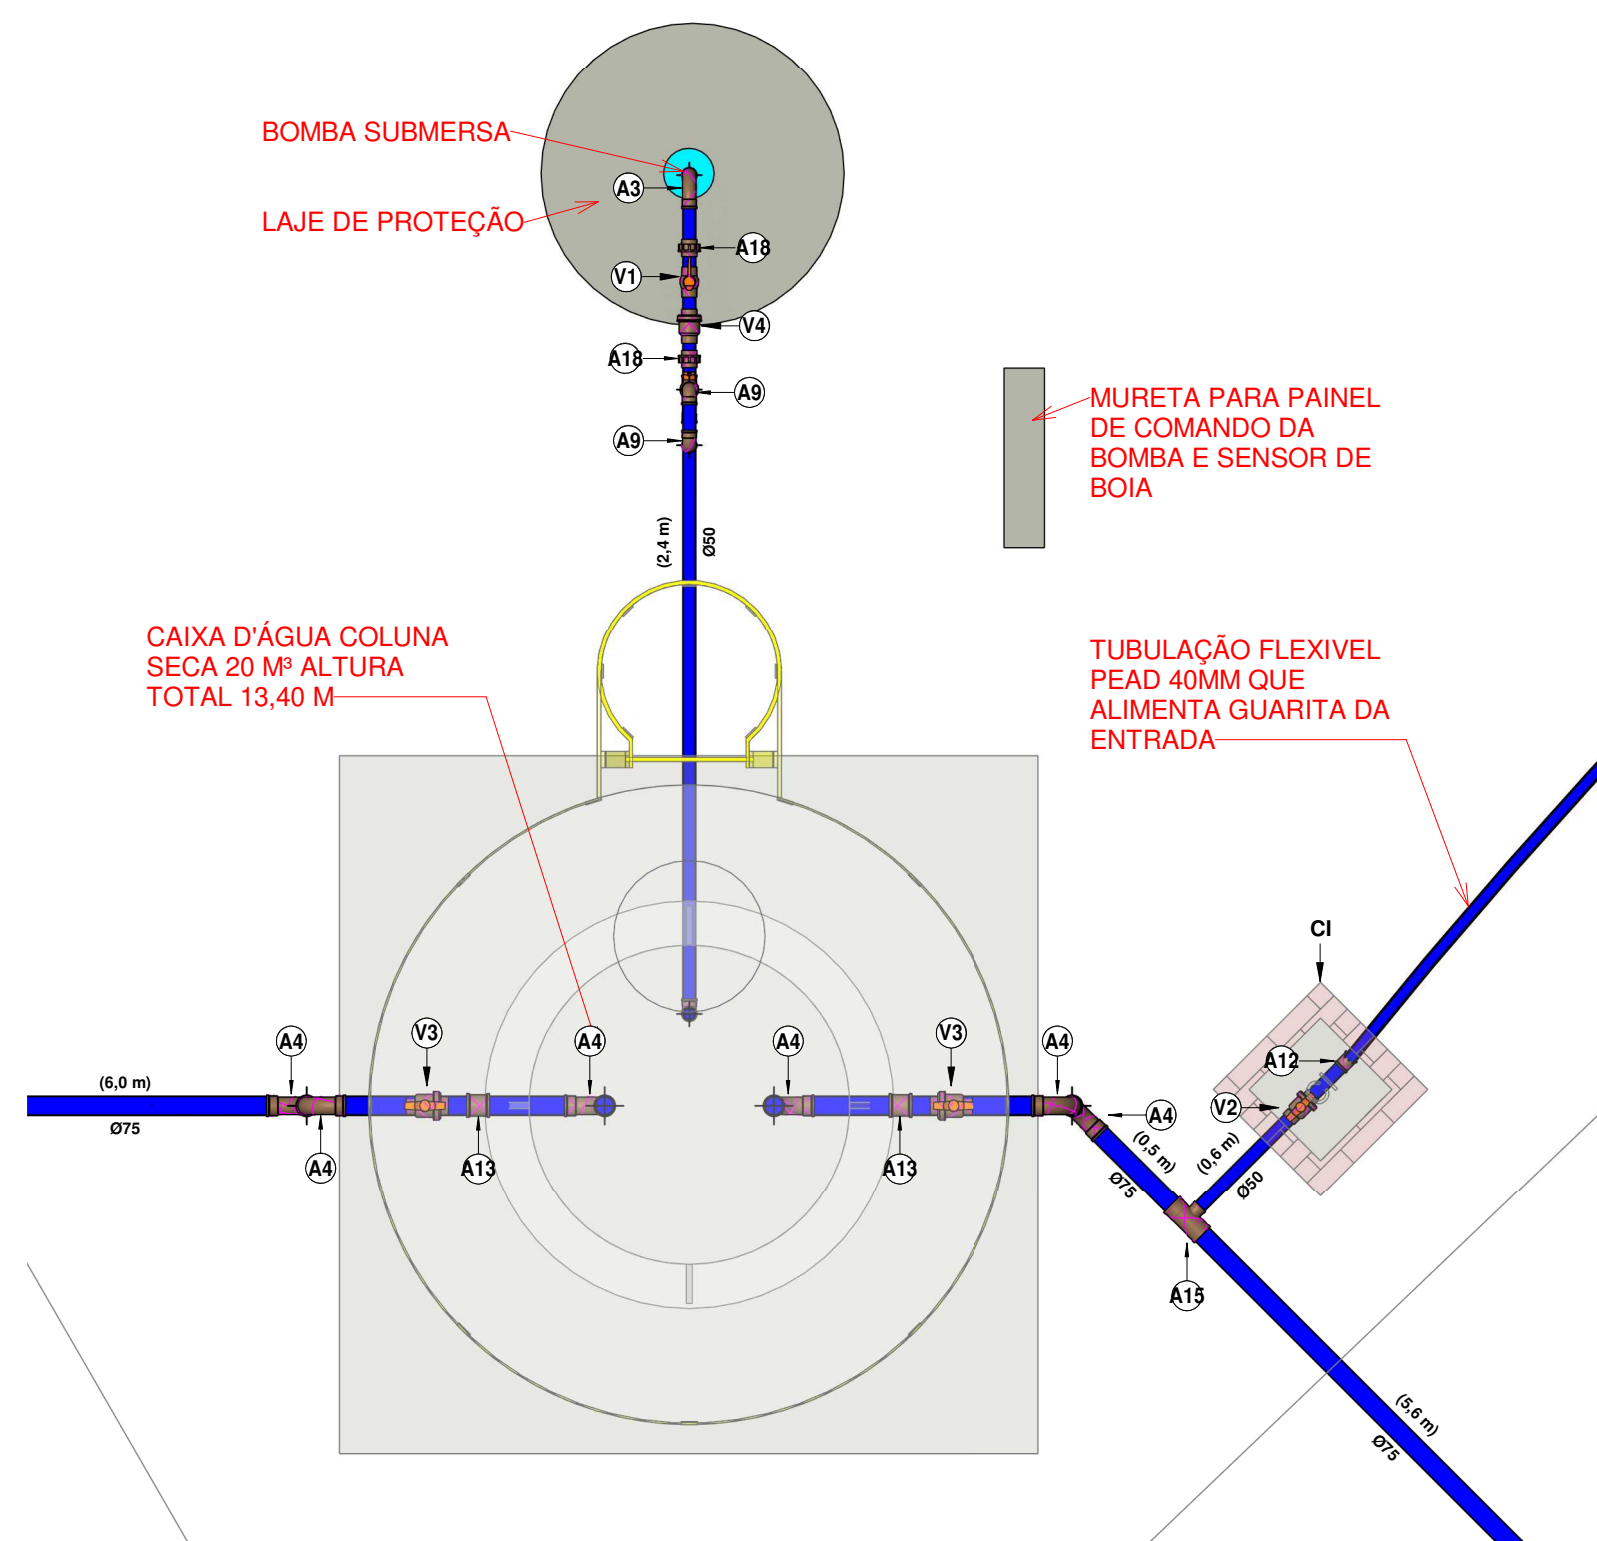 BOMBA SUBMERSA
A3
LAJE DE PROTEÇÃO
A18
V1
V4
A18
A9
A9
MURETA PARA PAINEL
DE COMANDO DA
BOMBA E SENSOR DE
BOIA
(2,4 m)
Ø50
CAIXA D'ÁGUA COLUNA
SECA 20 M³ ALTURA
TOTAL 13,40 M
TUBULAÇÃO FLEXIVEL
PEAD 40MM QUE
ALIMENTA GUARITA DA
ENTRADA
CI
A4
V3
A4
A4
V3
A4
A12
V2
A4
(6,0 m)
Ø75
A4
A13
A13
(0,5 m)
Ø75
(0,6 m)
Ø50
A15
(5,6 m)
Ø75